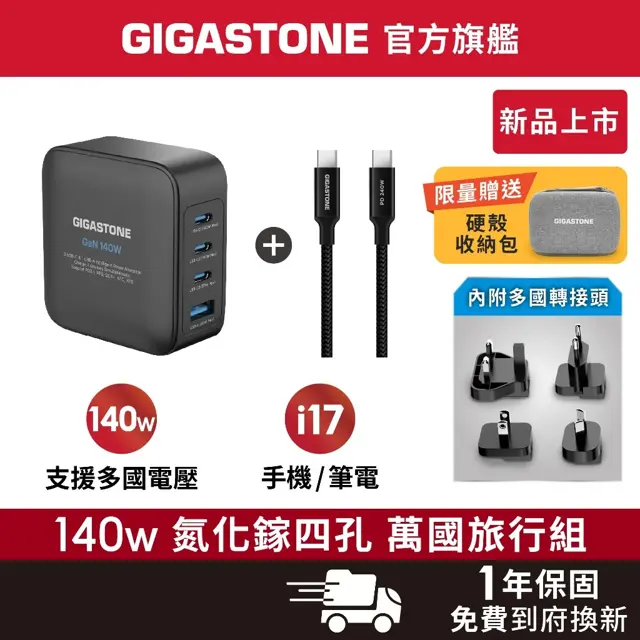 GIGASTONE 官方旗艦
新品上市
限量贈送
硬殼
收納包
GIGASTONE
內附多國轉接頭
GIGASTONE
GaN 140W
+
GIGASTONE
PD 240W
140w
支援多國電壓
i17
手機/筆電
140w 氮化鎵四孔 萬國旅行組
1年保固
免費到府換新